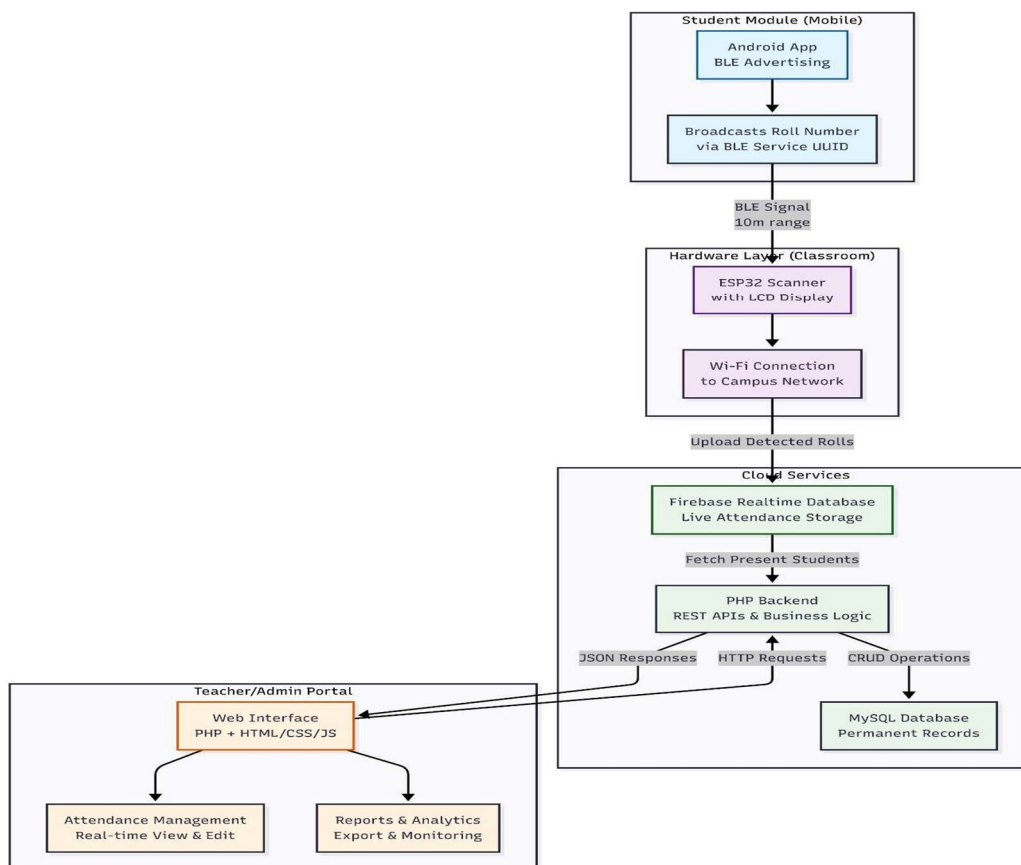 Student Module (Mobile)
Android App
BLE Advertising
Broadcasts Roll Number
via BLE Service UUID
BLE Signal
10m range
Hardware Layer (Classroom)
ESP32 Scanner
with LCD Display
Wi-Fi Connection
to Campus Network
Upload Detected Rolls
Cloud Services
Firebase Realtime Database
Live Attendance Storage
Fetch Present Students
PHP Backend
REST APIs & Business Logic
JSON Responses
HTTP Requests
CRUD Operations
MySQL Database
Permanent Records
Teacher/Admin Portal
Web Interface
PHP + HTML/CSS/JS
Attendance Management
Real-time View & Edit
Reports & Analytics
Export & Monitoring